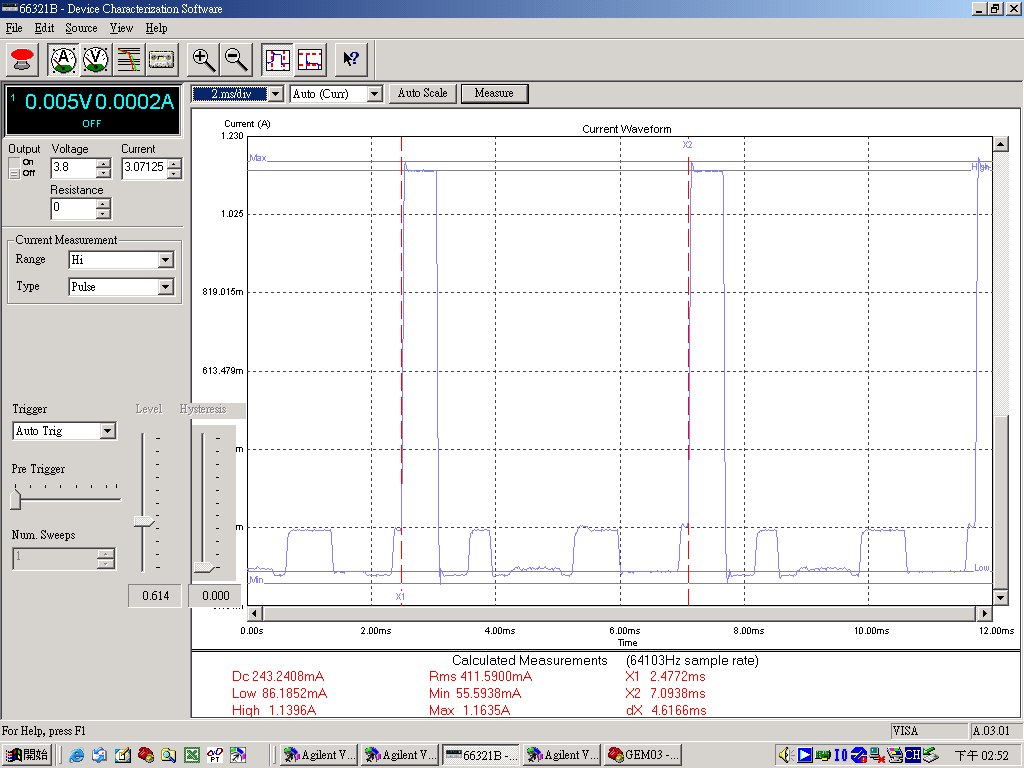 66321B - Device Characterization Software
File Edit Source View Help
2 ms/div Auto (Curr) Auto Scale Measure
1 0.005V 0.0002A
OFF
Output Voltage Current
On
Off
3.8 3.07125
Resistance
0
Current Measurement
Range Hi
Type Pulse
Trigger Level Hysteresis
Auto Trig
Pre Trigger
Num. Sweeps
1
0.614 0.000
Current (A)
Current Waveform
1.230
X2
Max
High
1.025
819.015m
613.479m
m
m
Low
Min
X1
0.00s 2.00ms 4.00ms 6.00ms 8.00ms 10.00ms 12.00ms
Time
Calculated Measurements (64103Hz sample rate)
Dc 243.2408mA Rms 411.5900mA X1 2.4772ms
Low 86.1852mA Min 55.5938mA X2 7.0938ms
High 1.1396A Max 1.1635A dX 4.6166ms
For Help, press F1 VISA A.03.01
開始 Agilent V... Agilent V... 66321B -... Agilent V... GEM03 -... CH 下午 02:52